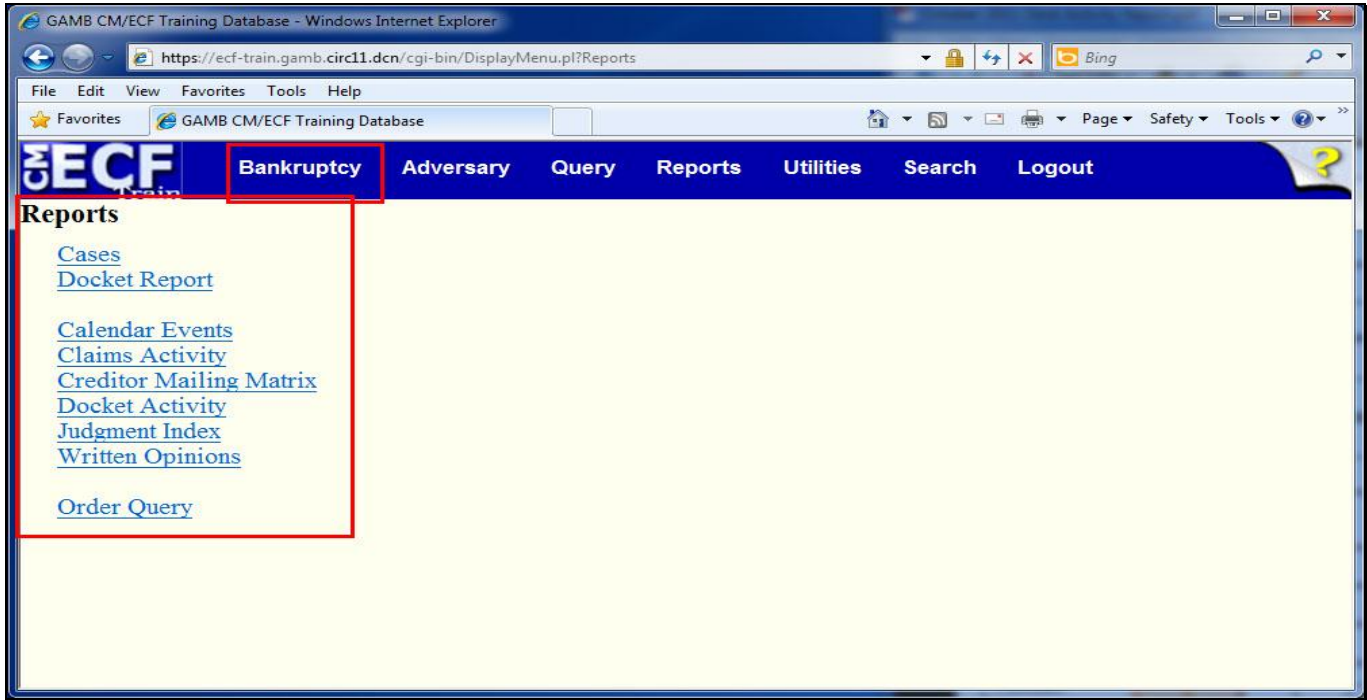 GAMB CM/ECF Training Database - Windows Internet Explorer
https://ecf-train.gamb.circ11.dcn/cgi-bin/DisplayMenu.pl?Reports Bing
File Edit View Favorites Tools Help
Favorites GAMB CM/ECF Training Database Page Safety Tools
CM ECF Train Bankruptcy Adversary Query Reports Utilities Search Logout ?
Reports
Cases
Docket Report
Calendar Events
Claims Activity
Creditor Mailing Matrix
Docket Activity
Judgment Index
Written Opinions
Order Query